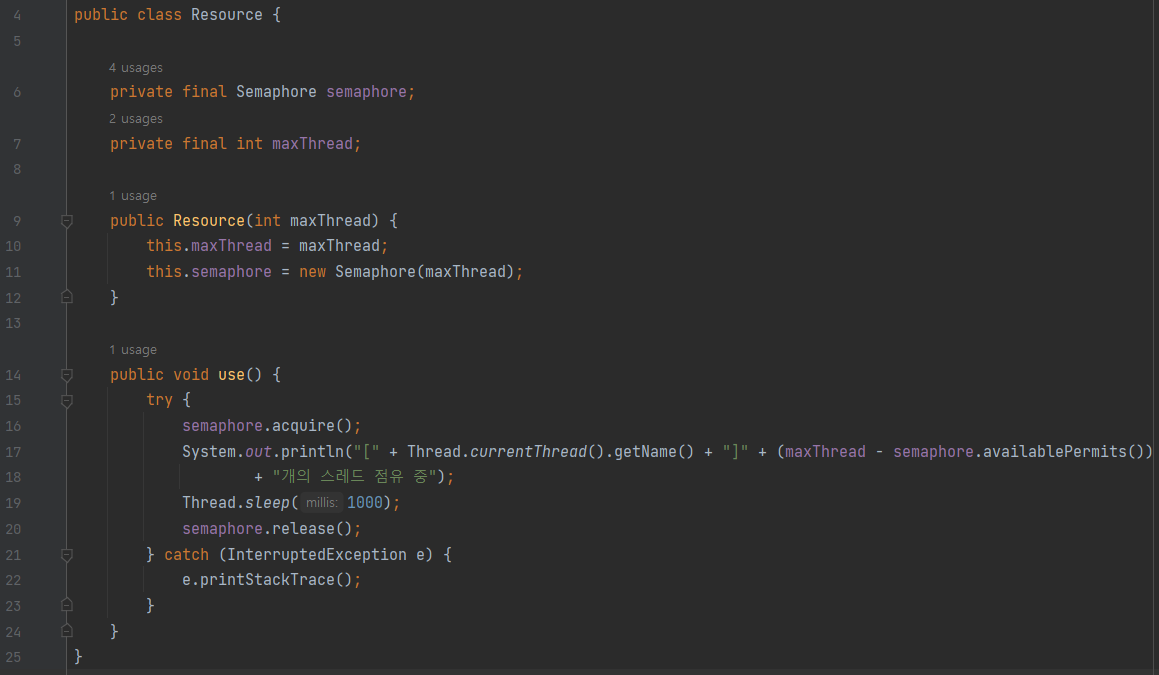 4 public class Resource {
5
4 usages
6 private final Semaphore semaphore;
2 usages
7 private final int maxThread;
8
1 usage
9 public Resource(int maxThread) {
10 this.maxThread = maxThread;
11 this.semaphore = new Semaphore(maxThread);
12 }
13
1 usage
14 public void use() {
15 try {
16 semaphore.acquire();
17 System.out.println("[" + Thread.currentThread().getName() + "]" + (maxThread - semaphore.availablePermits())
18 + "개의 스레드 점유 중");
19 Thread.sleep( millis: 1000);
20 semaphore.release();
21 } catch (InterruptedException e) {
22 e.printStackTrace();
23 }
24 }
25 }